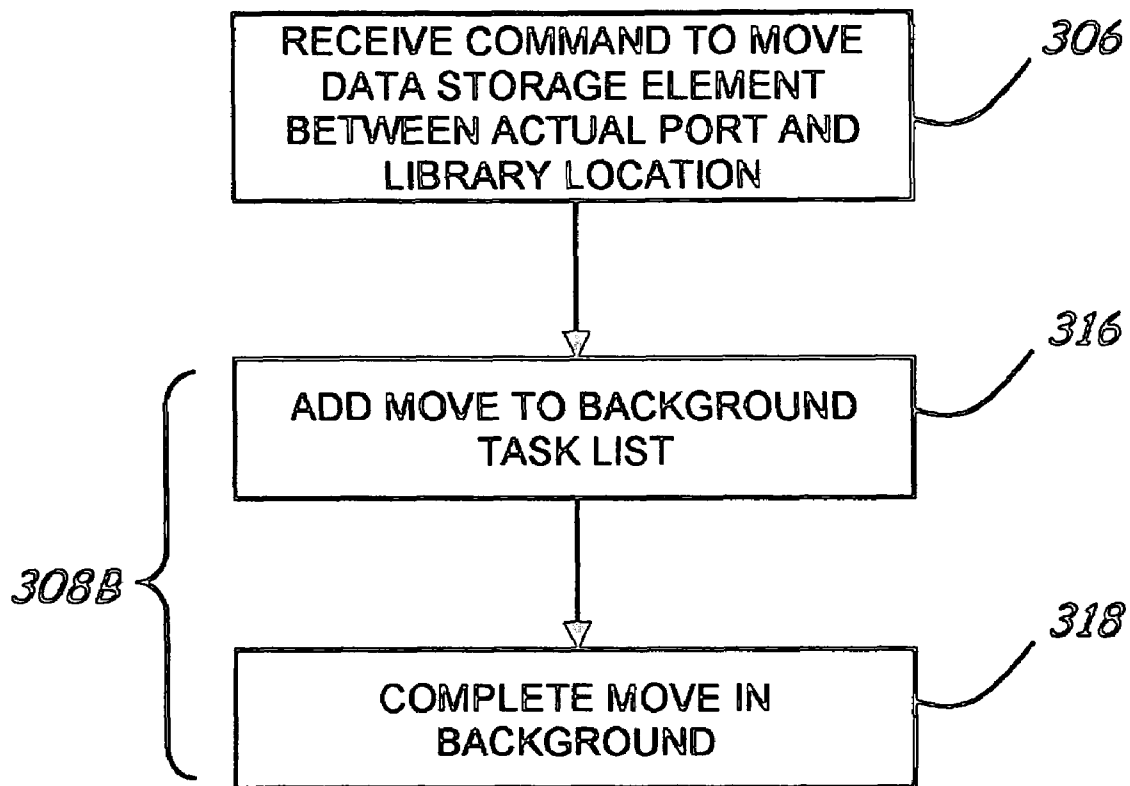 RECEIVE COMMAND TO MOVE
DATA STORAGE ELEMENT
BETWEEN ACTUAL PORT AND
LIBRARY LOCATION
306
316
ADD MOVE TO BACKGROUND
TASK LIST
308B
318
COMPLETE MOVE IN
BACKGROUND